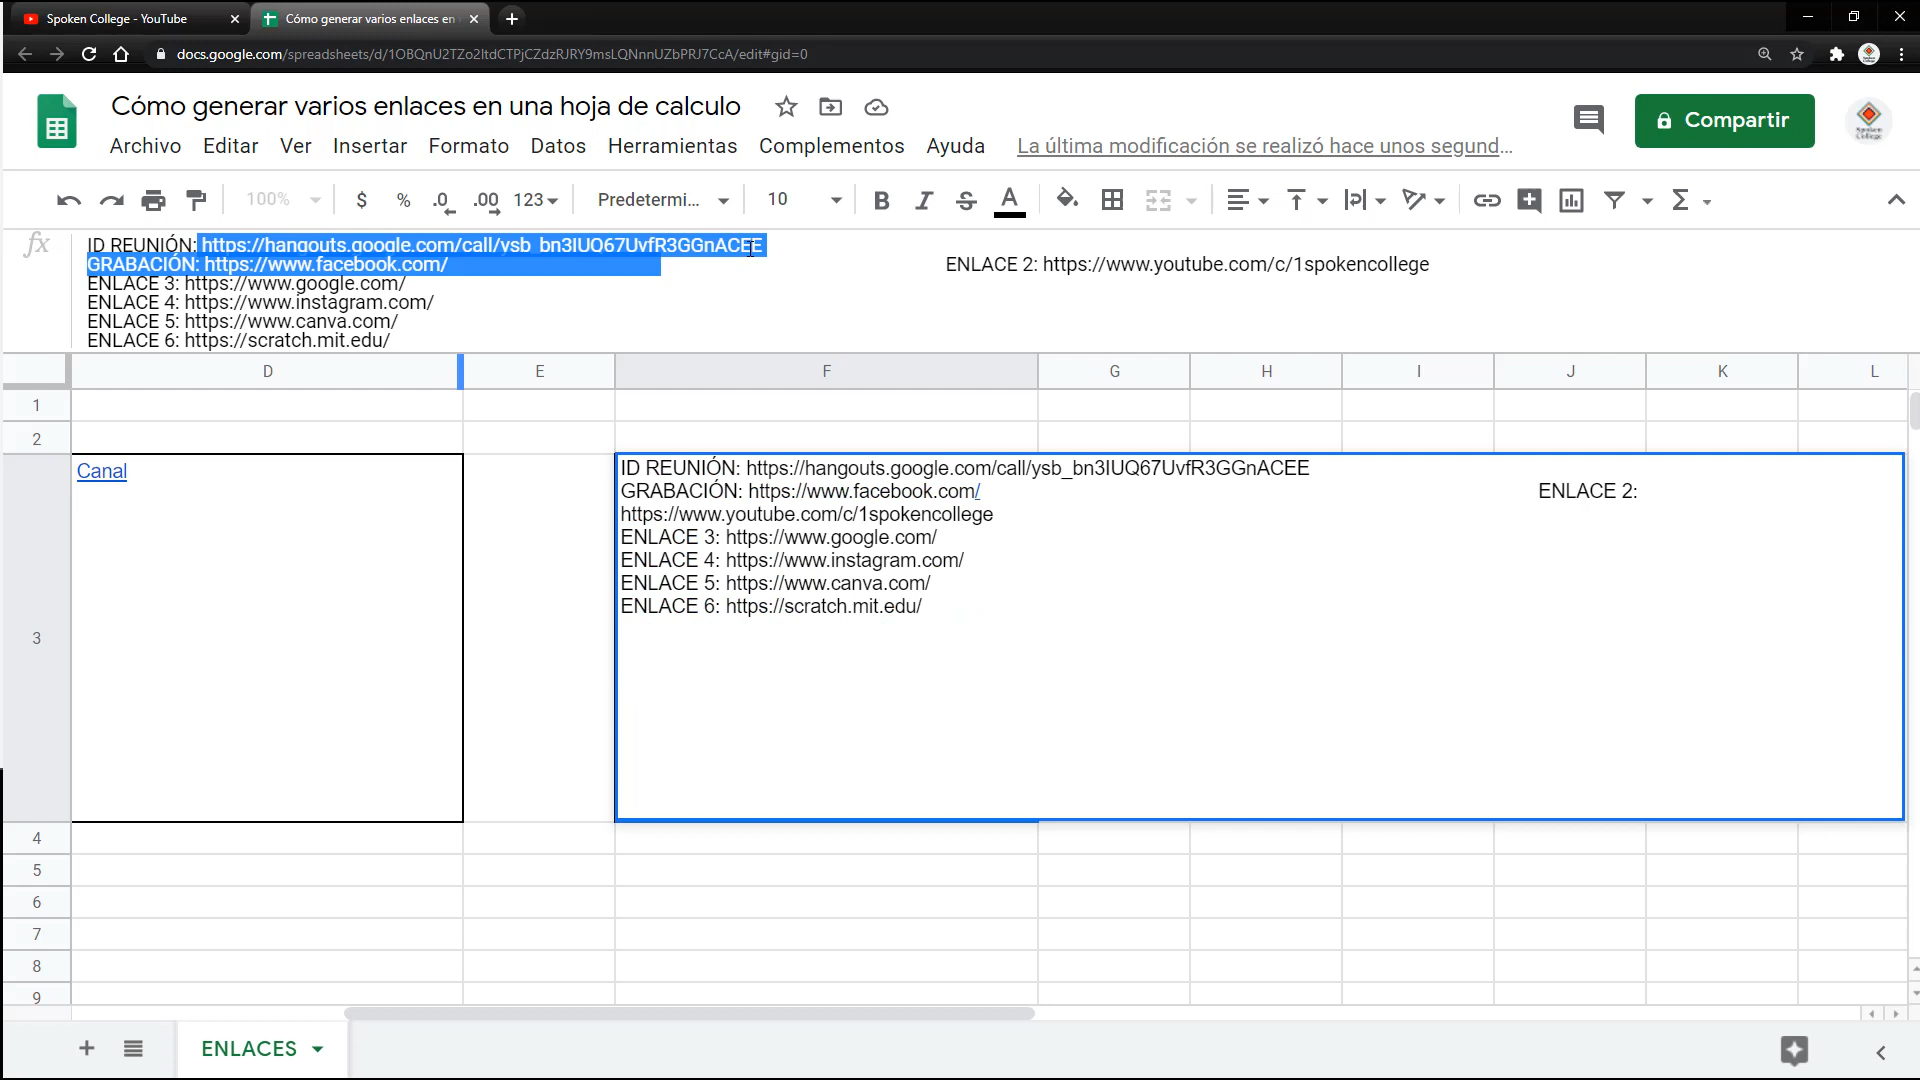 Spoken College - YouTube
Cómo generar varios enlaces en
docs.google.com/spreadsheets/d/1OBQnU2TZo2ItdCTPjCZdzRJRY9msLQNnnUZbPRJ7CcA/edit#gid=0
Cómo generar varios enlaces en una hoja de calculo
Compartir
Archivo Editar Ver Insertar Formato Datos Herramientas Complementos Ayuda La última modificación se realizó hace unos segund...
100% $ % .0 .00 123 Predetermi... 10 B I S A Σ
fx
ID REUNIÓN: https://hangouts.google.com/call/ysb_bn3IUQ67UvfR3GGnACEE
GRABACIÓN: https://www.facebook.com/ ENLACE 2: https://www.youtube.com/c/1spokencollege
ENLACE 3: https://www.google.com/
ENLACE 4: https://www.instagram.com/
ENLACE 5: https://www.canva.com/
ENLACE 6: https://scratch.mit.edu/
D E F G H I J K L
1
2
3
Canal
ID REUNIÓN: https://hangouts.google.com/call/ysb_bn3IUQ67UvfR3GGnACEE
GRABACIÓN: https://www.facebook.com/ ENLACE 2:
https://www.youtube.com/c/1spokencollege
ENLACE 3: https://www.google.com/
ENLACE 4: https://www.instagram.com/
ENLACE 5: https://www.canva.com/
ENLACE 6: https://scratch.mit.edu/
4
5
6
7
8
9
ENLACES